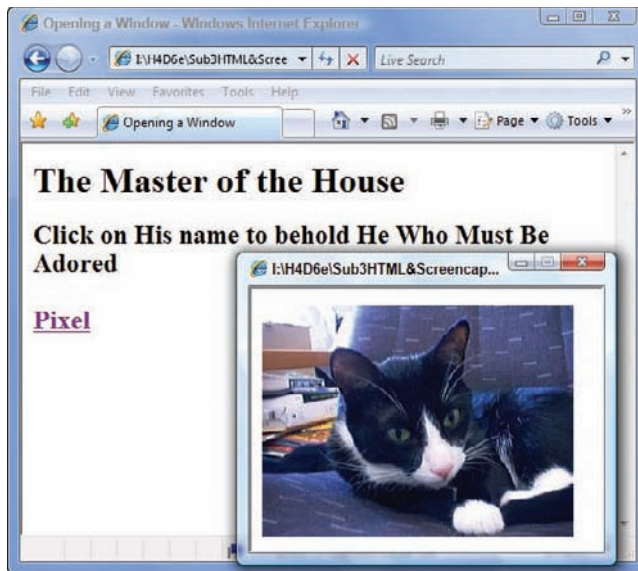 Opening a Window - Windows Internet Explorer
I:\H4D6e\Sub3HTML&Scree
Live Search
File Edit View Favorites Tools Help
Opening a Window
Page
Tools
The Master of the House
Click on His name to behold He Who Must Be
Adored
I:\H4D6e\Sub3HTML&Screencap...
Pixel